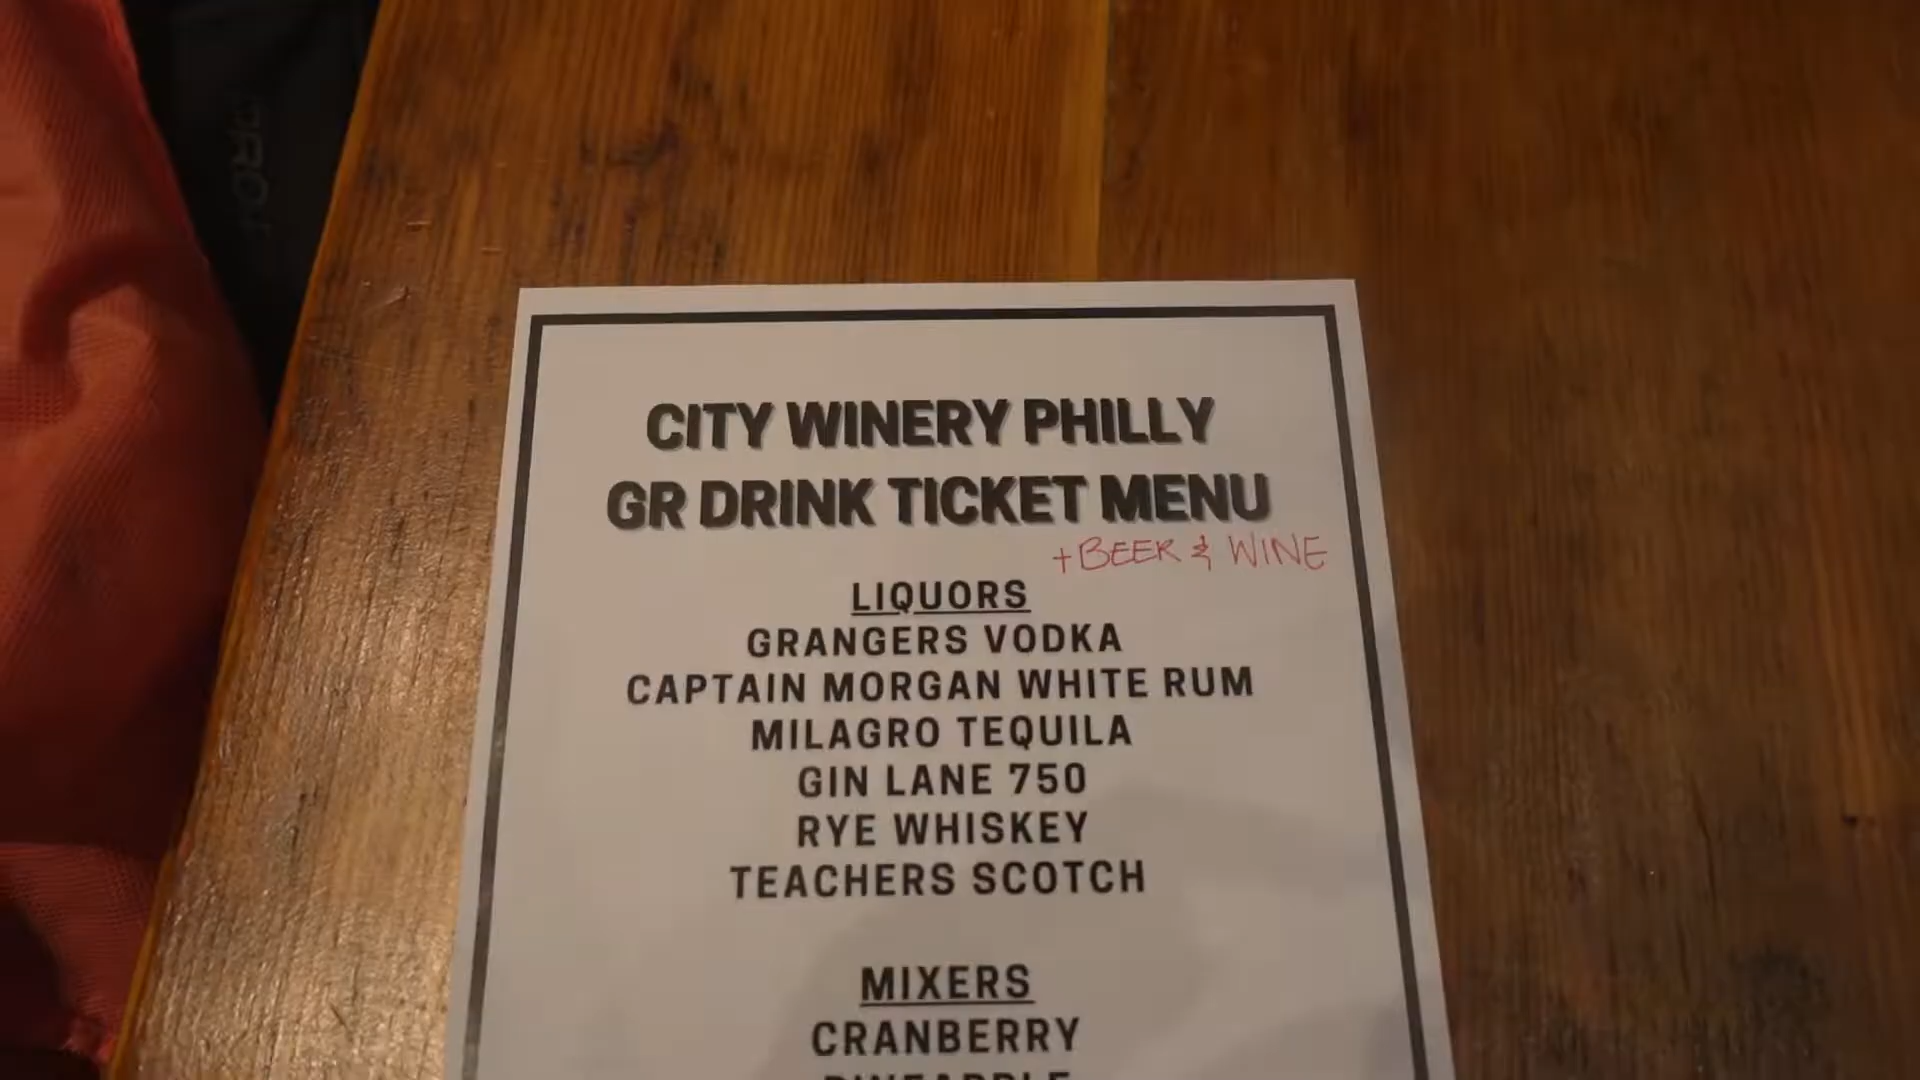 CITY WINERY PHILLY
GR DRINK TICKET MENU
+ BEER & WINE
LIQUORS
GRANGERS VODKA
CAPTAIN MORGAN WHITE RUM
MILAGRO TEQUILA
GIN LANE 750
RYE WHISKEY
TEACHERS SCOTCH
MIXERS
CRANBERRY
PINEAPPLE